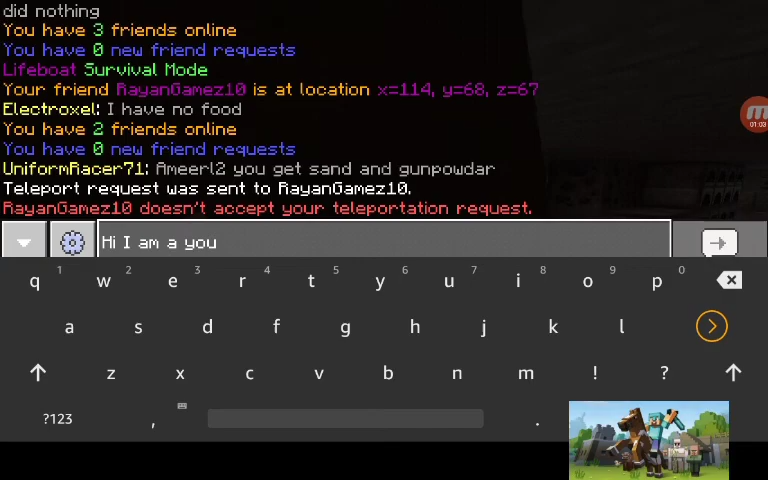 did nothing
You have 3 friends online
You have 0 new friend requests
Lifeboat Survival Mode
Your friend RayanGamez10 is at location x=114, y=68, z=67
Electroxel: I have no food
You have 2 friends online
You have 0 new friend requests
UniformRacer71: Ameerl2 you get sand and gunpowdar
Teleport request was sent to RayanGamez10.
RayanGamez10 doesn't accept your teleportation request.
Hi I am a you
1 2 3 4 5 6 7 8 9 0
q w e r t y u i o p
a s d f g h j k l
z x c v b n m ! ?
?123 , .
01:03